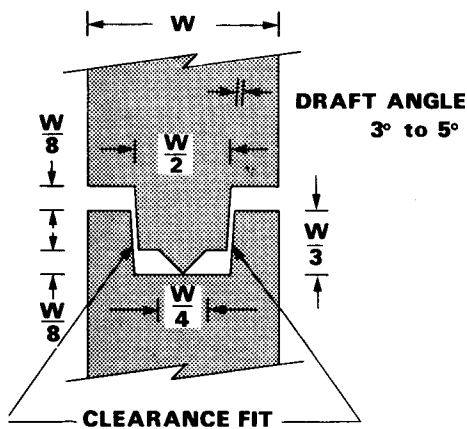 W
DRAFT ANGLE
3° to 5°
W/8
W/2
W/3
W/8
W/4
CLEARANCE FIT